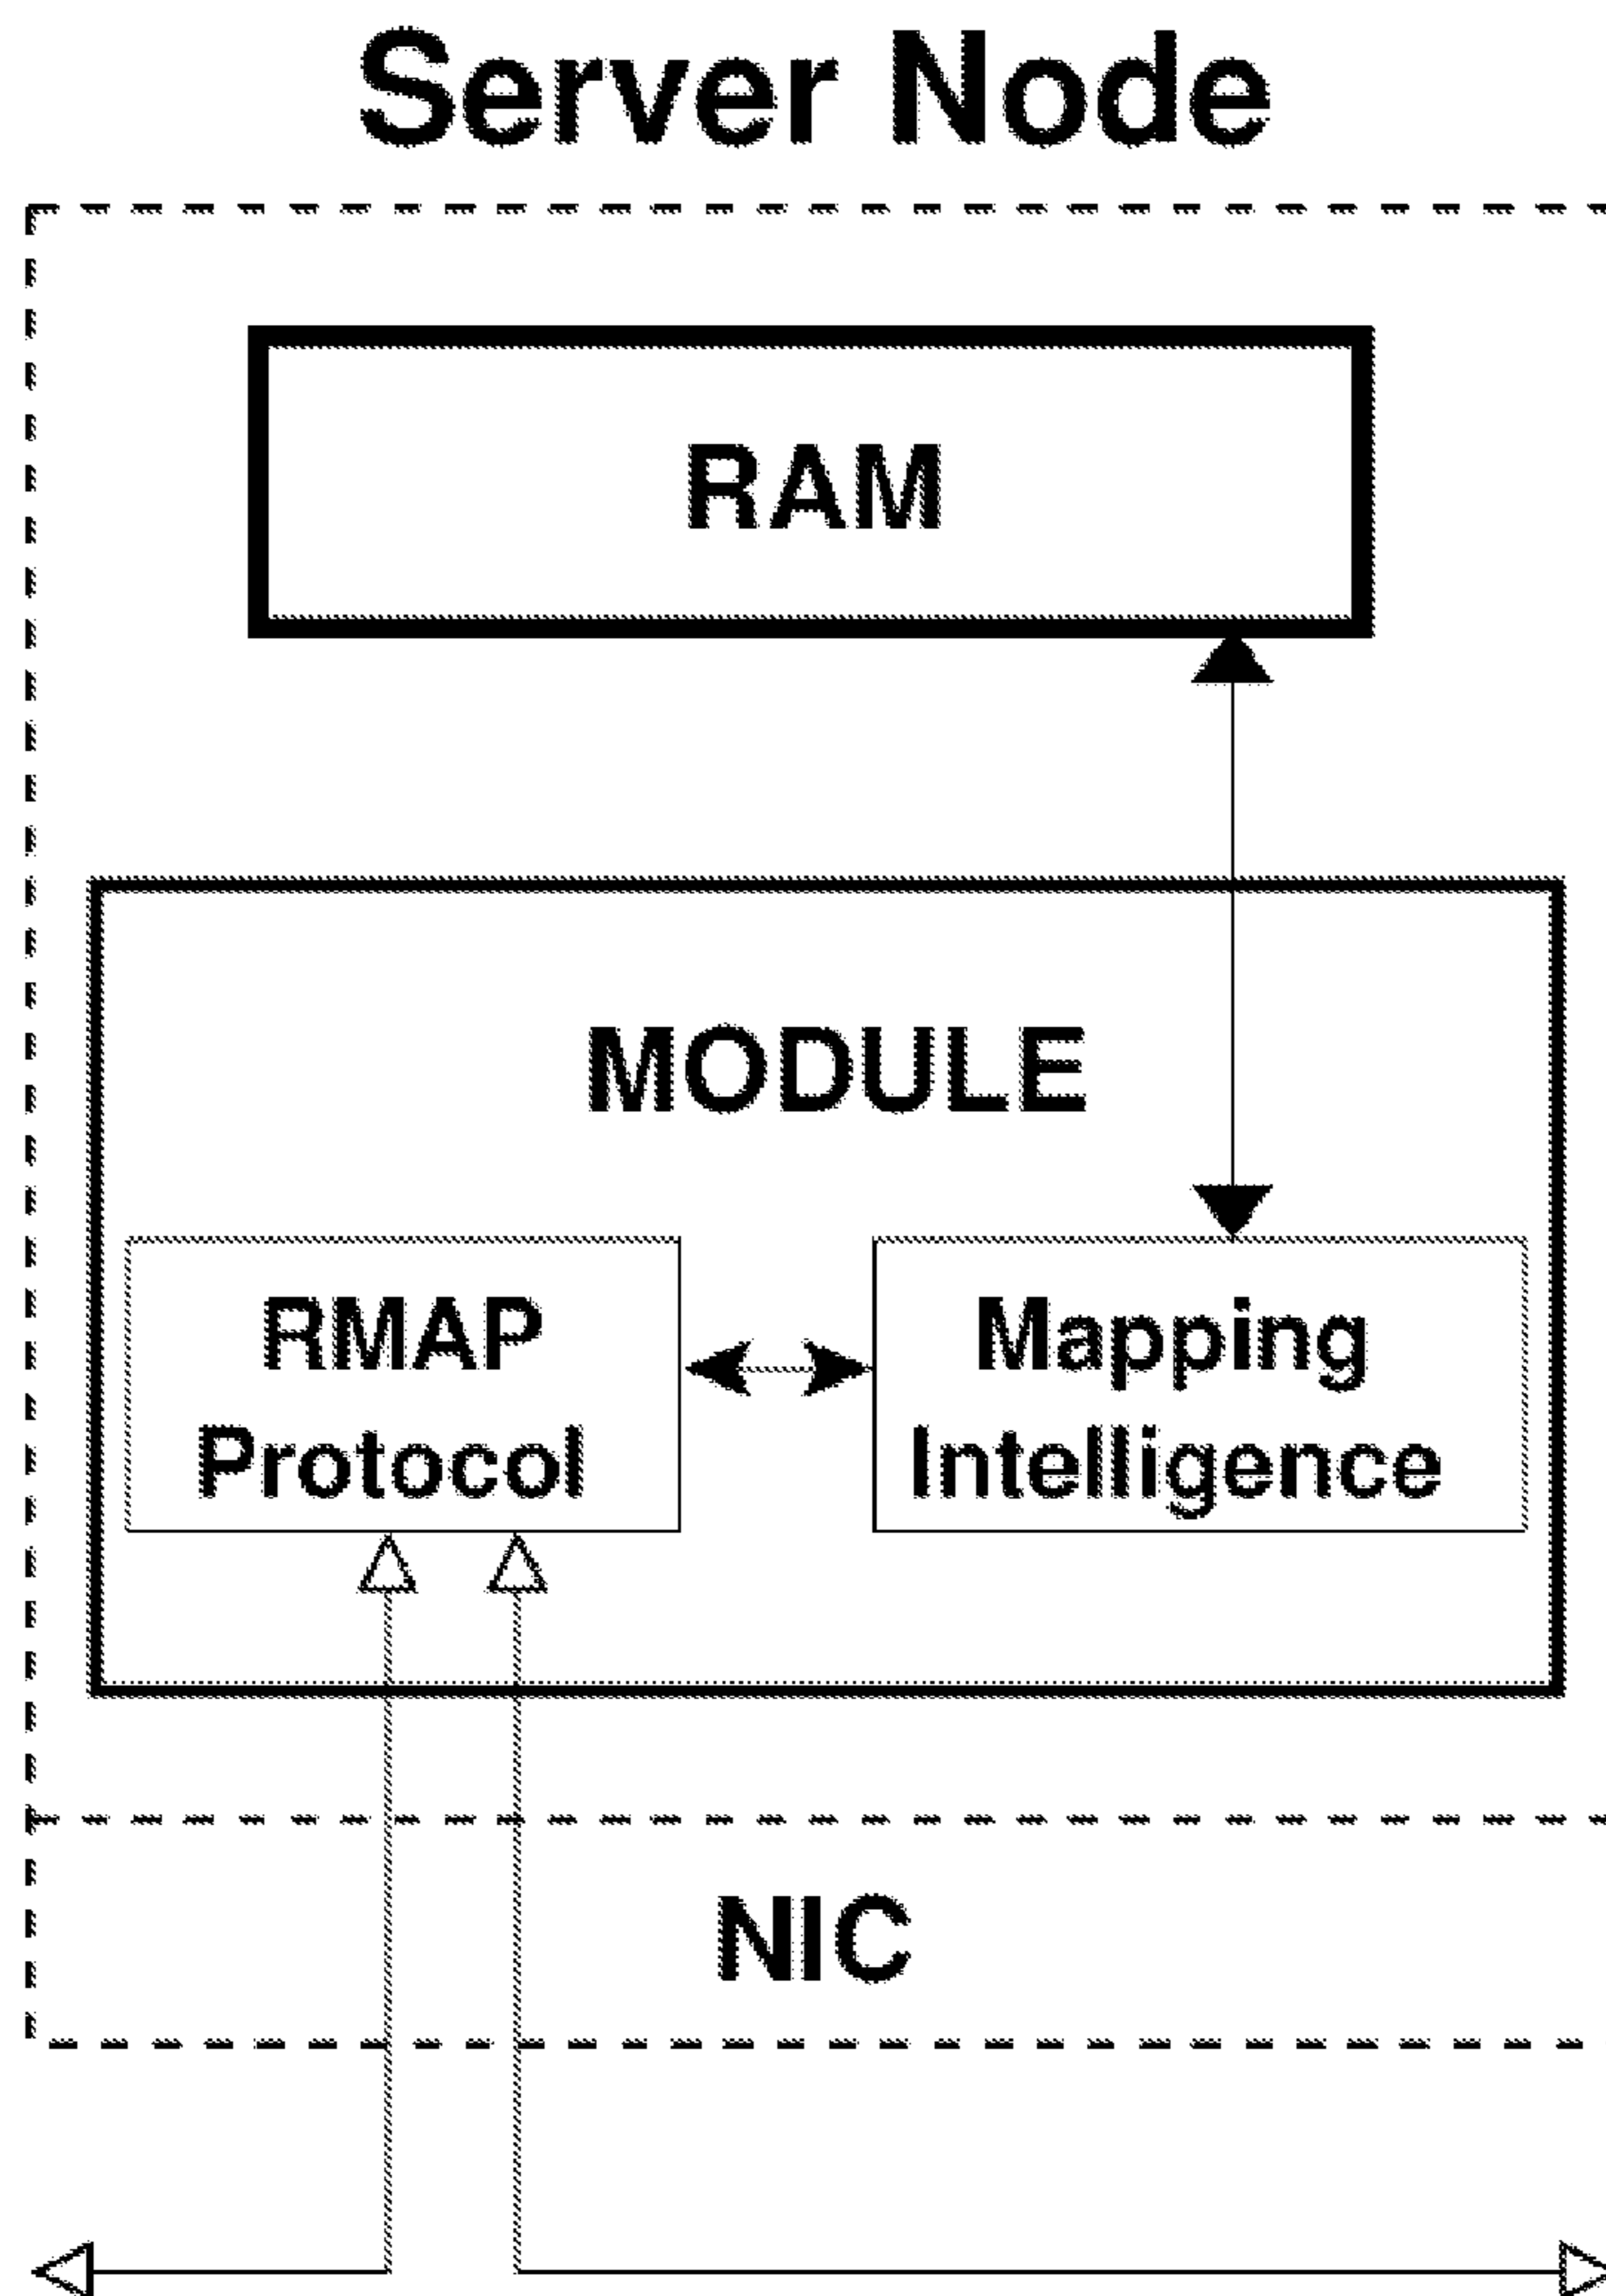 Server Node
RAM
MODULE
RMAP
Protocol
Mapping
Intelligence
NIC